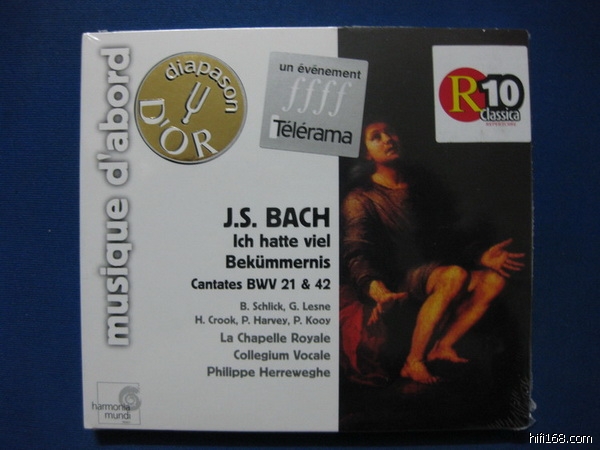 musique d'abord
diapason
D'OR
un événement
ffff
Télérama
R10
Classica
J.S. BACH
Ich hatte viel
Bekümmernis
Cantates BWV 21 & 42
B. Schlick, G. Lesne
H. Crook, P. Harvey, P. Kooy
La Chapelle Royale
Collegium Vocale
Philippe Herreweghe
harmonia
mundi
hifi168.com